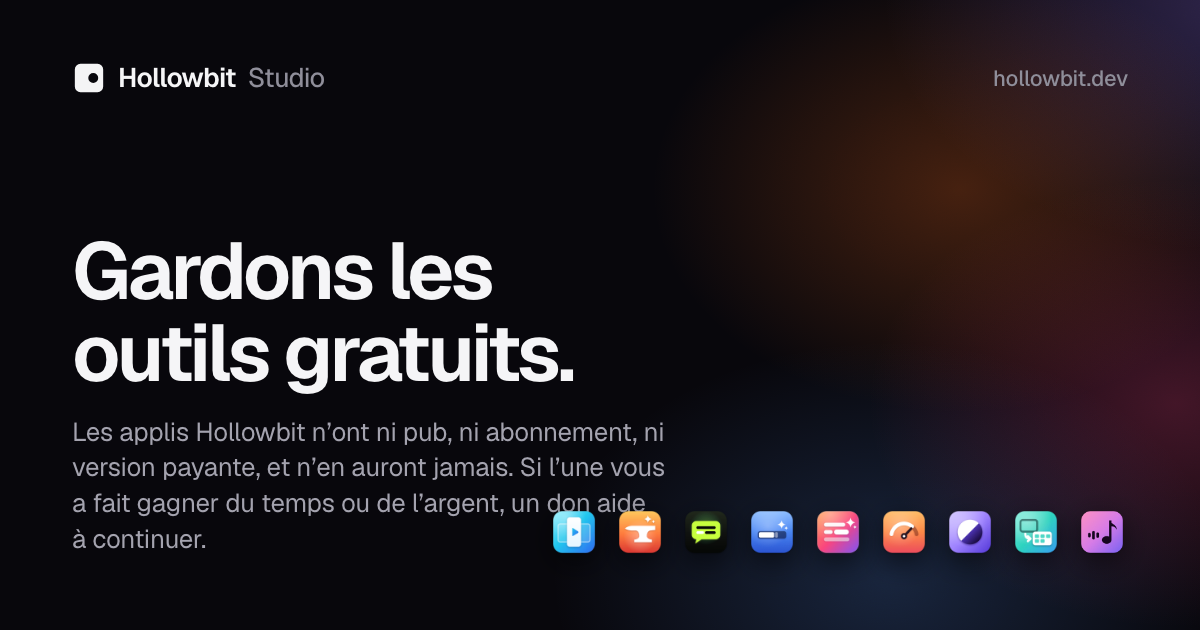 Hollowbit Studio
hollowbit.dev
Gardons les
outils gratuits.
Les applis Hollowbit n’ont ni pub, ni abonnement, ni
version payante, et n’en auront jamais. Si l’une vous
a fait gagner du temps ou de l’argent, un don aide
à continuer.